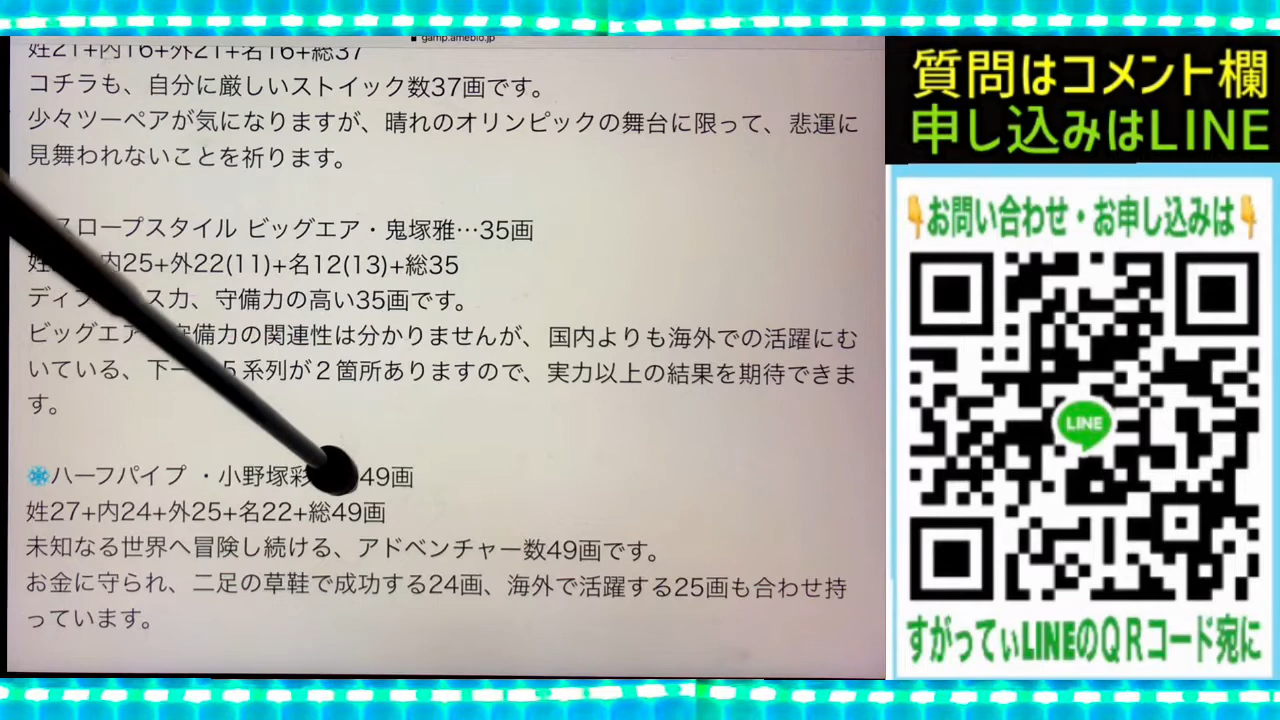 gamp.ameblo.jp
姓21+内16+外21+名16+総37
コチラも、自分に厳しいストイック数37画です。
少々ツーペアが気になりますが、晴れのオリンピックの舞台に限って、悲運に
見舞われないことを祈ります。
スロープスタイル ビッグエア・鬼塚雅…35画
姓 内25+外22(11)+名12(13)+総35
ディフ ス力、守備力の高い35画です。
ビッグエア 守備力の関連性は分かりませんが、国内よりも海外での活躍にむ
いている、下一 5系列が2箇所ありますので、実力以上の結果を期待できま
す。
ハーフパイプ ・小野塚彩 49画
姓27+内24+外25+名22+総49画
未知なる世界へ冒険し続ける、アドベンチャー数49画です。
お金に守られ、二足の草鞋で成功する24画、海外で活躍する25画も合わせ持
っています。
質問はコメント欄
申し込みはLINE
お問い合わせ・お申し込みは
LINE
すがってぃLINEのQRコード宛に